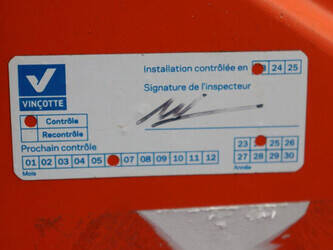 Installation contrôlée en 24 25
VINÇOTTE
Signature de l'inspecteur
Contrôle
Recontrôle
Prochain contrôle
23 25 26
01 02 03 04 05 07 08 09 10 11 12 27 28 29 30
Mois Année